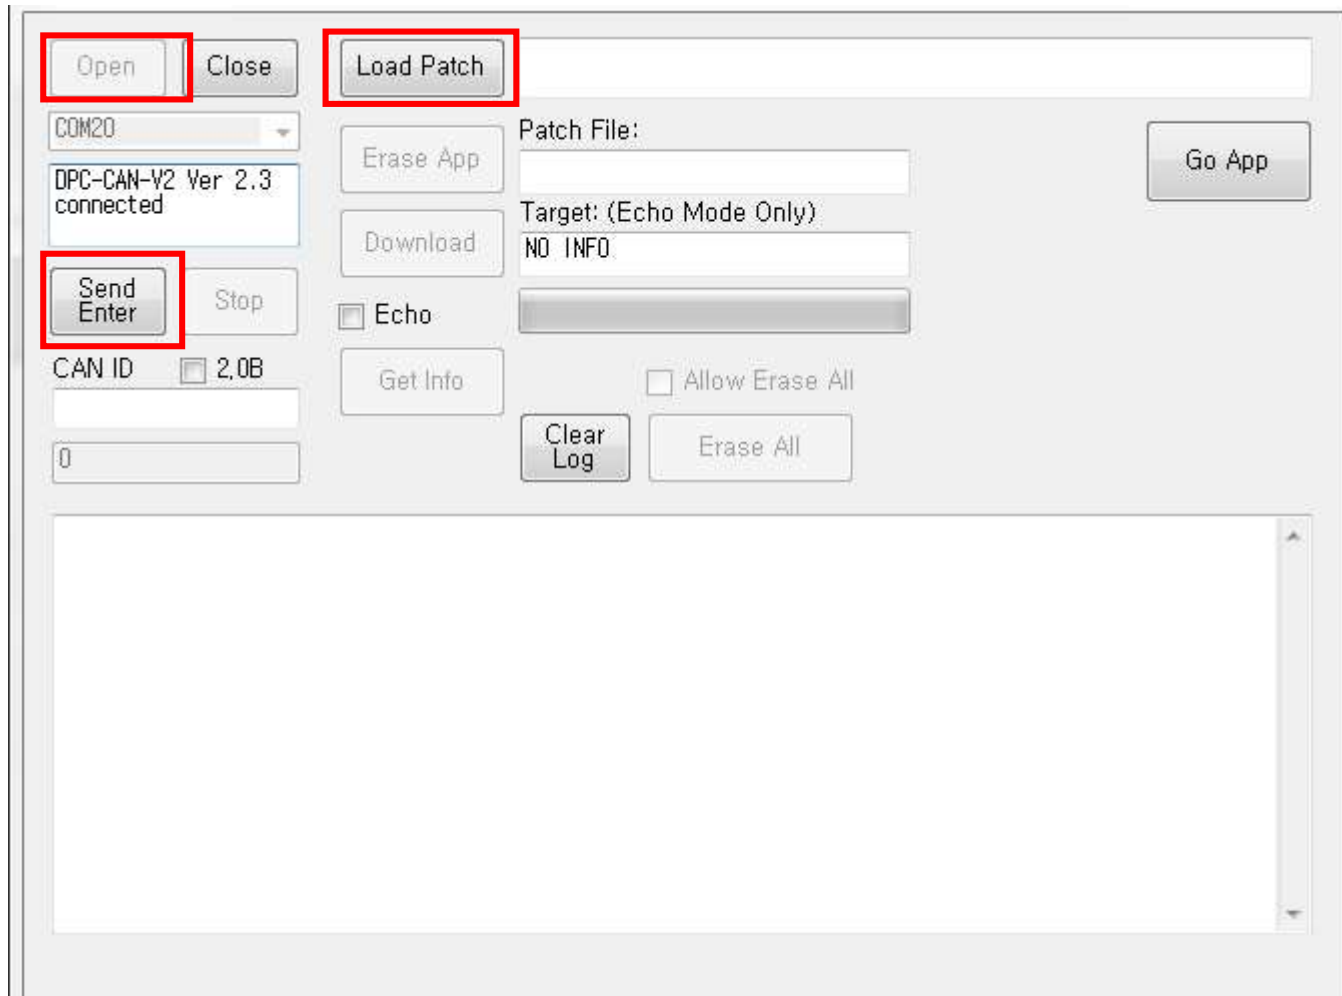 Open
Close
Load Patch
COM20
DPC-CAN-V2 Ver 2.3
connected
Erase App
Patch File:
Go App
Download
Target: (Echo Mode Only)
NO INFO
Send
Enter
Stop
Echo
CAN ID
2,0B
Get Info
Allow Erase All
0
Clear
Log
Erase All